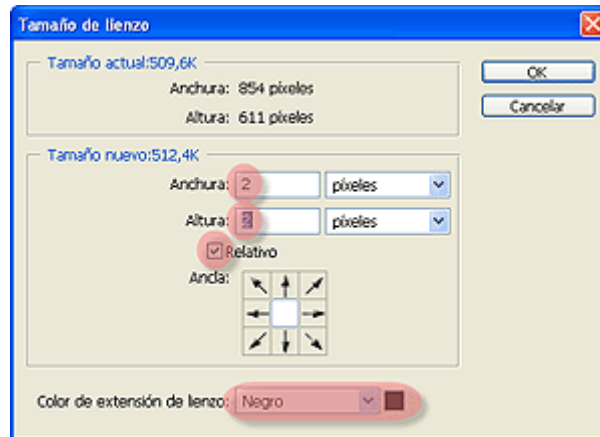 Tamaño de lienzo
Tamaño actual:509,6K
Anchura: 854 píxeles
Altura: 611 píxeles
OK
Cancelar
Tamaño nuevo:512,4K
Anchura: 2 píxeles
Altura: 2 píxeles
Relativo
Ancla:
Color de extensión de lienzo: Negro